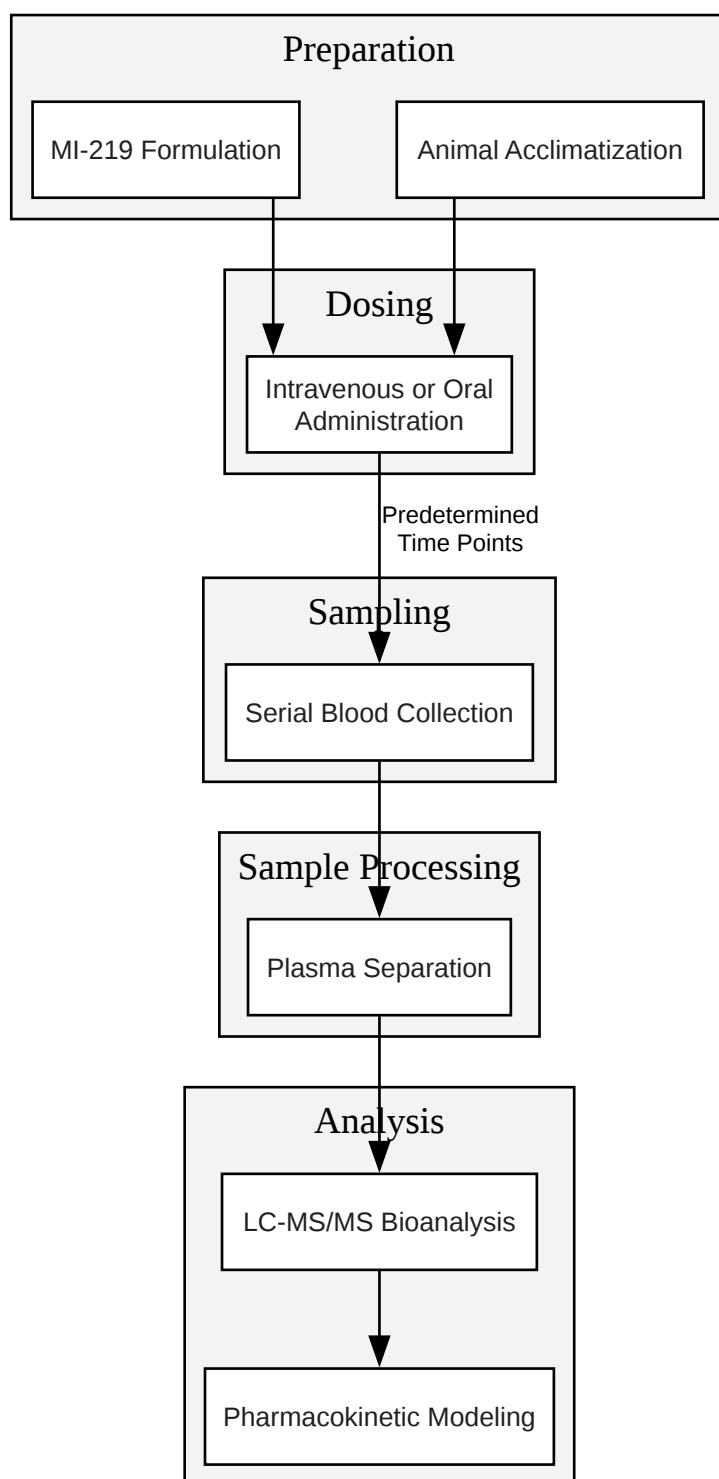 Preparation
MI-219 Formulation
Animal Acclimatization
Dosing
Intravenous or Oral
Administration
Predetermined
Time Points
Sampling
Serial Blood Collection
Sample Processing
Plasma Separation
Analysis
LC-MS/MS Bioanalysis
Pharmacokinetic Modeling